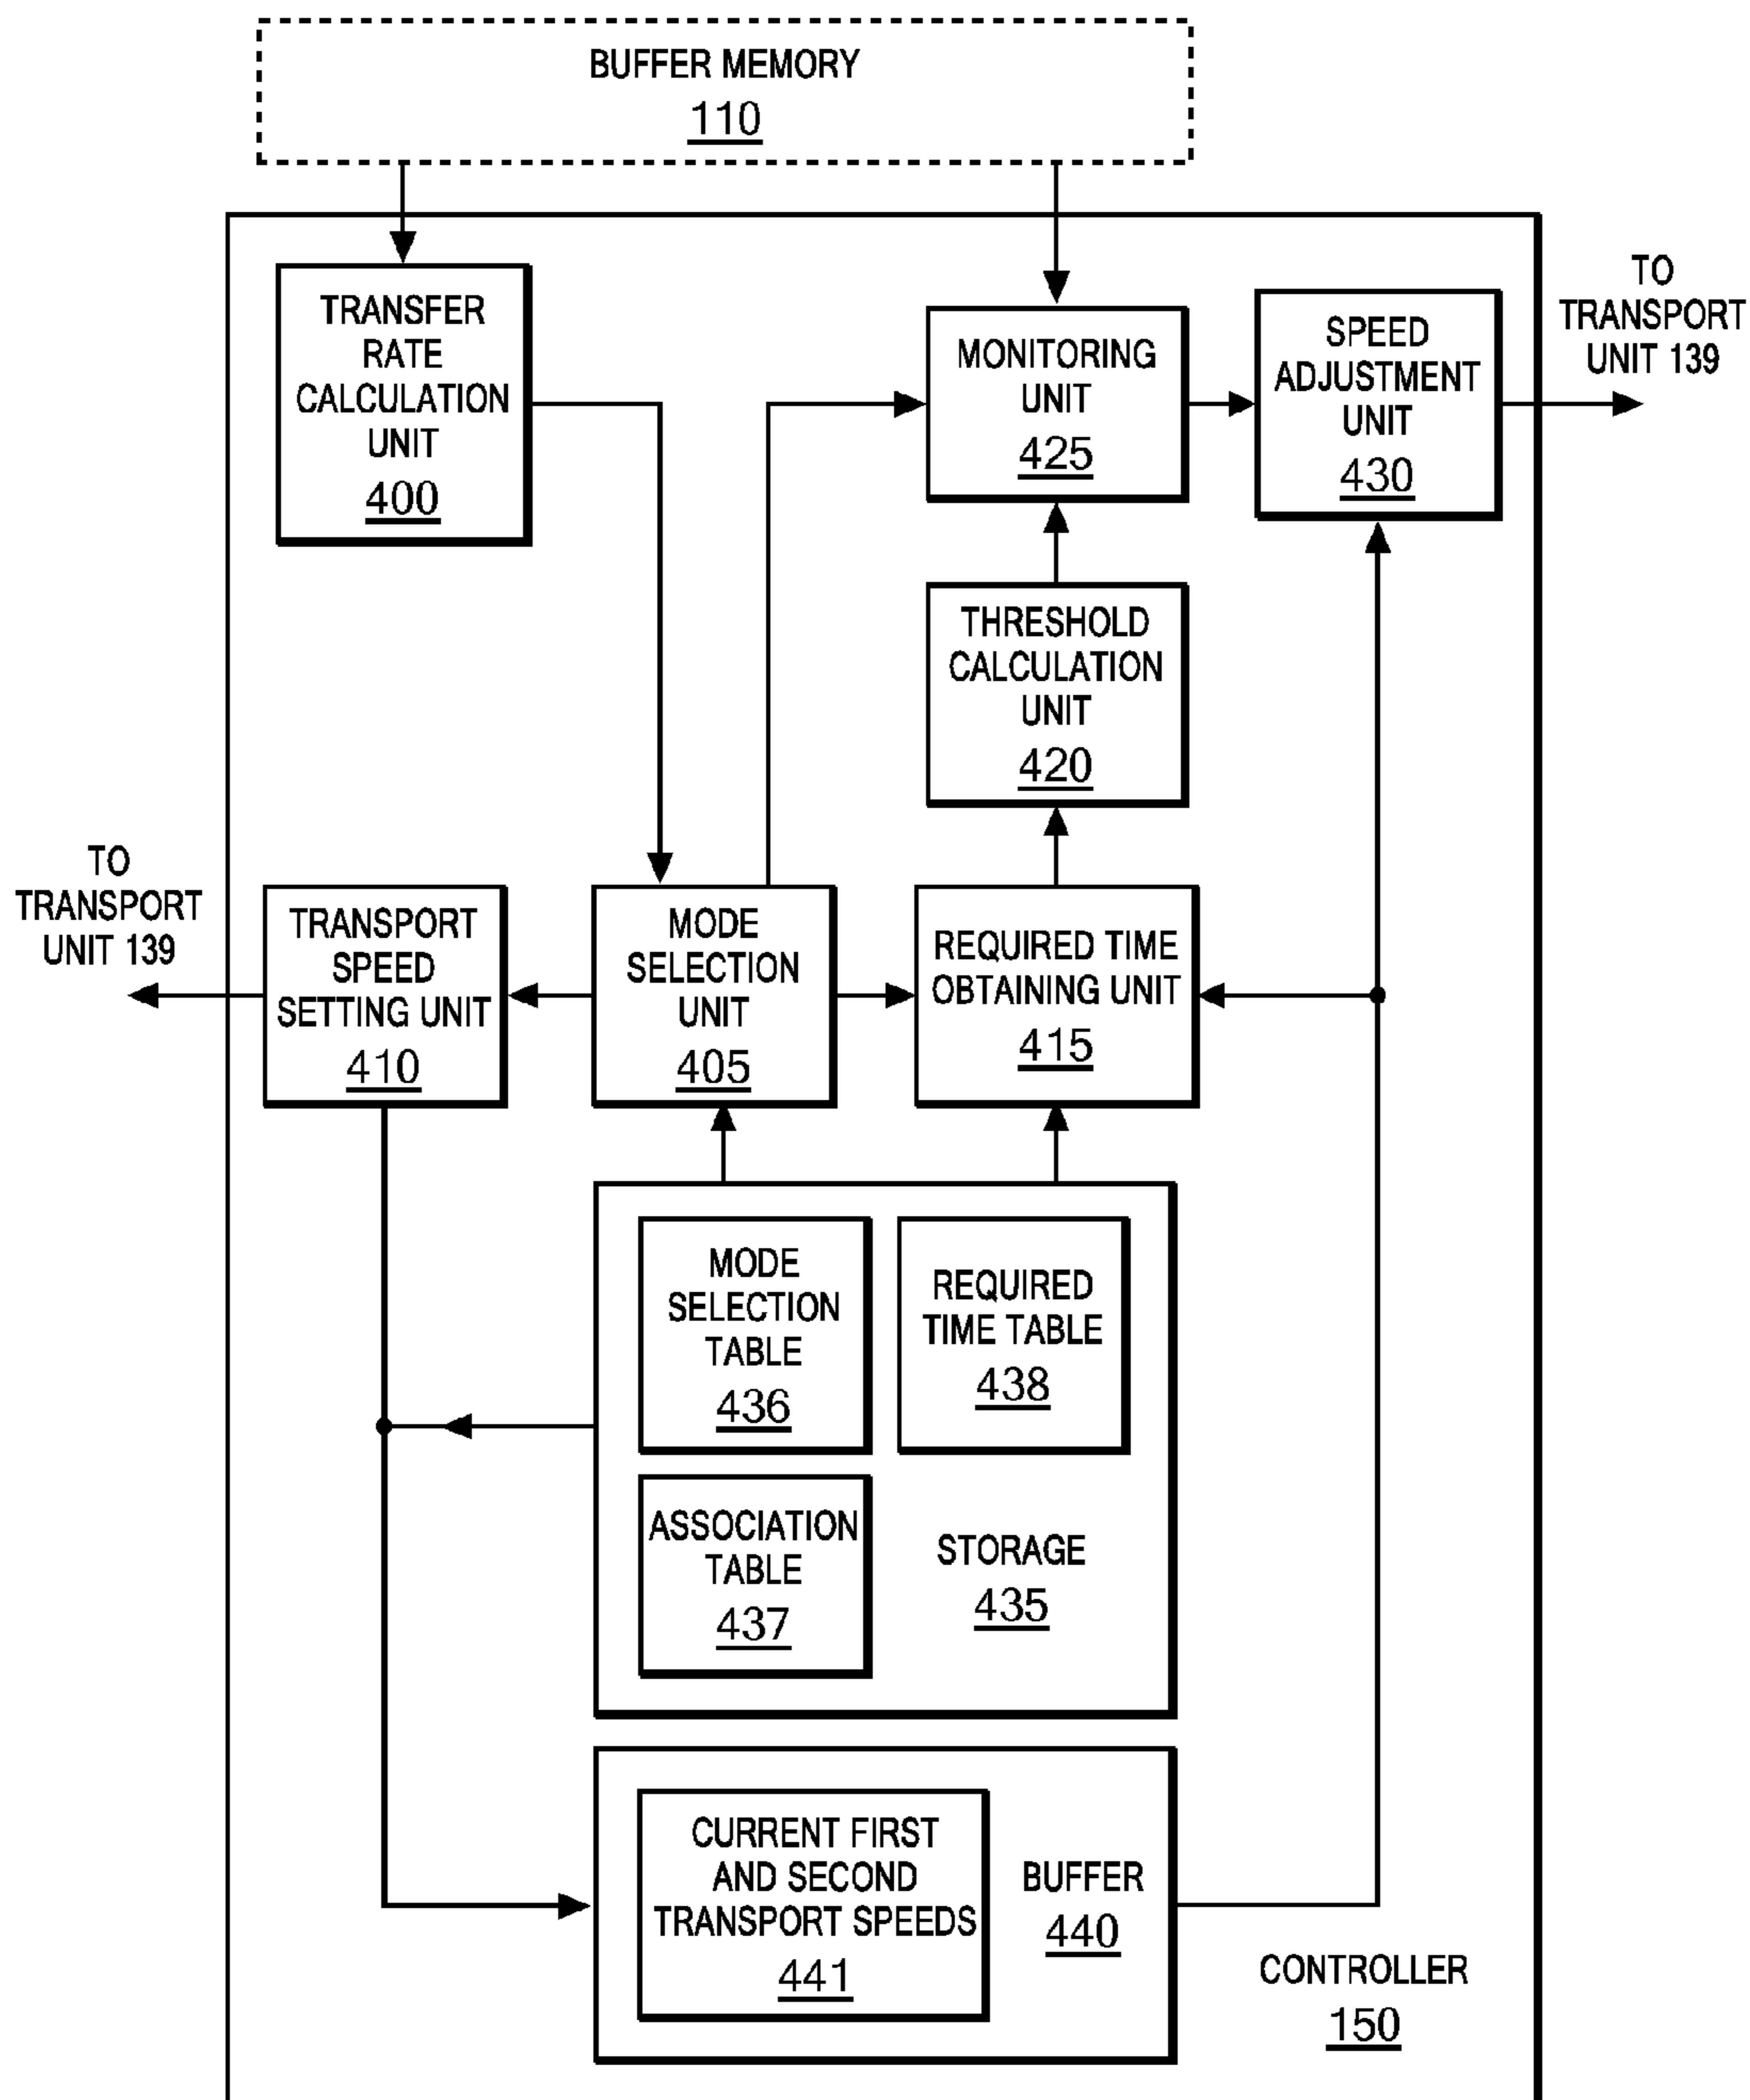 BUFFER MEMORY
110
TRANSFER
RATE
CALCULATION
UNIT
400
MONITORING
UNIT
425
SPEED
ADJUSTMENT
UNIT
430
TO
TRANSPORT
UNIT 139
THRESHOLD
CALCULATION
UNIT
420
TO
TRANSPORT
UNIT 139
TRANSPORT
SPEED
SETTING UNIT
410
MODE
SELECTION
UNIT
405
REQUIRED TIME
OBTAINING UNIT
415
MODE
SELECTION
TABLE
436
REQUIRED
TIME TABLE
438
ASSOCIATION
TABLE
437
STORAGE
435
CURRENT FIRST
AND SECOND
TRANSPORT SPEEDS
441
BUFFER
440
CONTROLLER
150